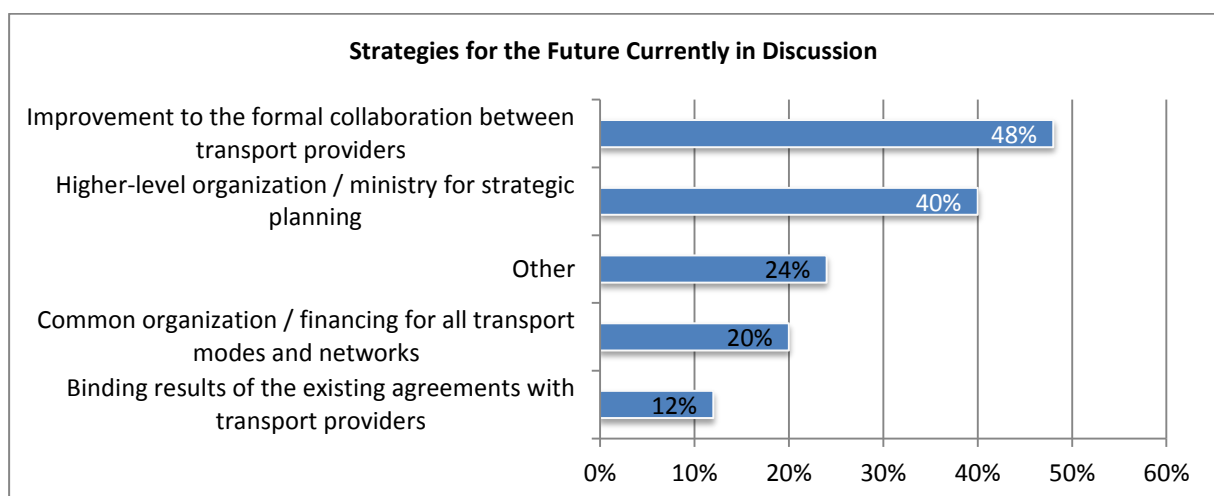 Strategies for the Future Currently in Discussion
Improvement to the formal collaboration between
transport providers
48%
Higher-level organization / ministry for strategic
planning
40%
Other
24%
Common organization / financing for all transport
modes and networks
20%
Binding results of the existing agreements with
transport providers
12%
0% 10% 20% 30% 40% 50% 60%